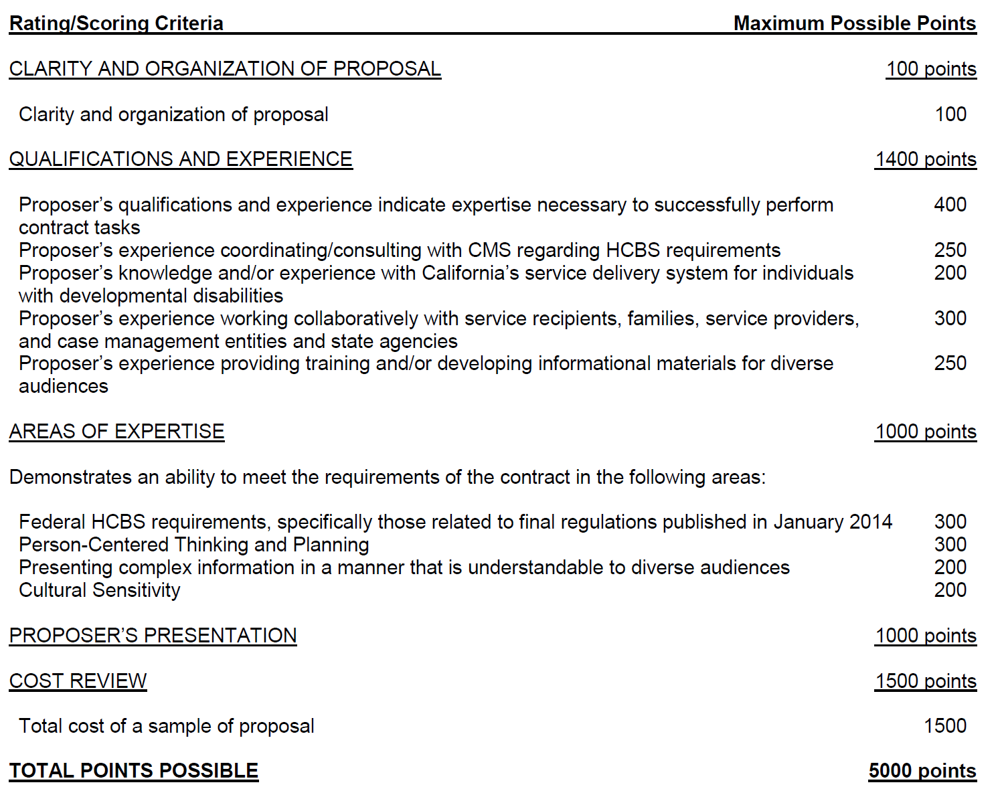 Rating/Scoring Criteria Maximum Possible Points
CLARITY AND ORGANIZATION OF PROPOSAL 100 points
Clarity and organization of proposal 100
QUALIFICATIONS AND EXPERIENCE 1400 points
Proposer’s qualifications and experience indicate expertise necessary to successfully perform 400
contract tasks
Proposer’s experience coordinating/consulting with CMS regarding HCBS requirements 250
Proposer’s knowledge and/or experience with California’s service delivery system for individuals 200
with developmental disabilities
Proposer’s experience working collaboratively with service recipients, families, service providers, 300
and case management entities and state agencies
Proposer’s experience providing training and/or developing informational materials for diverse 250
audiences
AREAS OF EXPERTISE 1000 points
Demonstrates an ability to meet the requirements of the contract in the following areas:
Federal HCBS requirements, specifically those related to final regulations published in January 2014 300
Person-Centered Thinking and Planning 300
Presenting complex information in a manner that is understandable to diverse audiences 200
Cultural Sensitivity 200
PROPOSER’S PRESENTATION 1000 points
COST REVIEW 1500 points
Total cost of a sample of proposal 1500
TOTAL POINTS POSSIBLE 5000 points